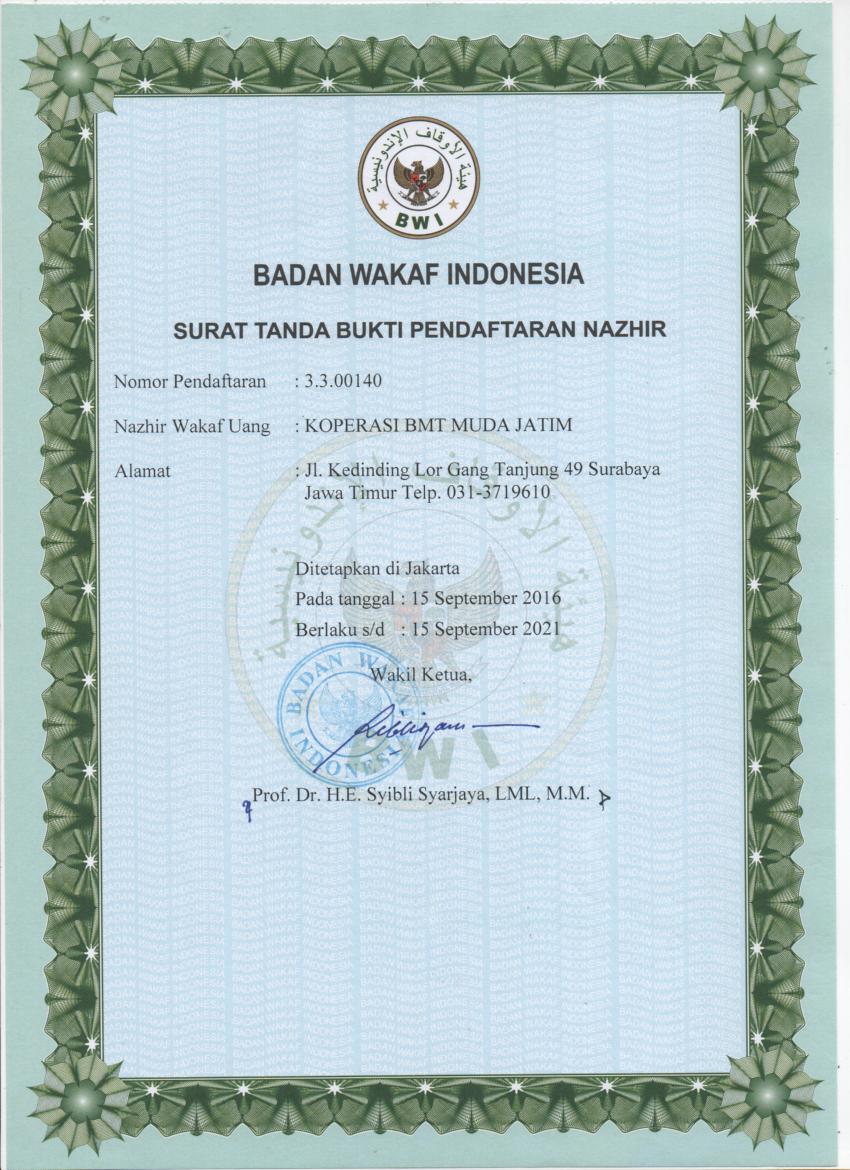 هيئة الأوقاف الإندونيسية
BWI
BADAN WAKAF INDONESIA
SURAT TANDA BUKTI PENDAFTARAN NAZHIR
Nomor Pendaftaran : 3.3.00140
Nazhir Wakaf Uang : KOPERASI BMT MUDA JATIM
Alamat : Jl. Kedinding Lor Gang Tanjung 49 Surabaya
Jawa Timur Telp. 031-3719610
Ditetapkan di Jakarta
Pada tanggal : 15 September 2016
Berlaku s/d : 15 September 2021
Wakil Ketua,
BADAN WAKAF
INDONESIA
Prof. Dr. H.E. Syibli Syarjaya, LML, M.M.